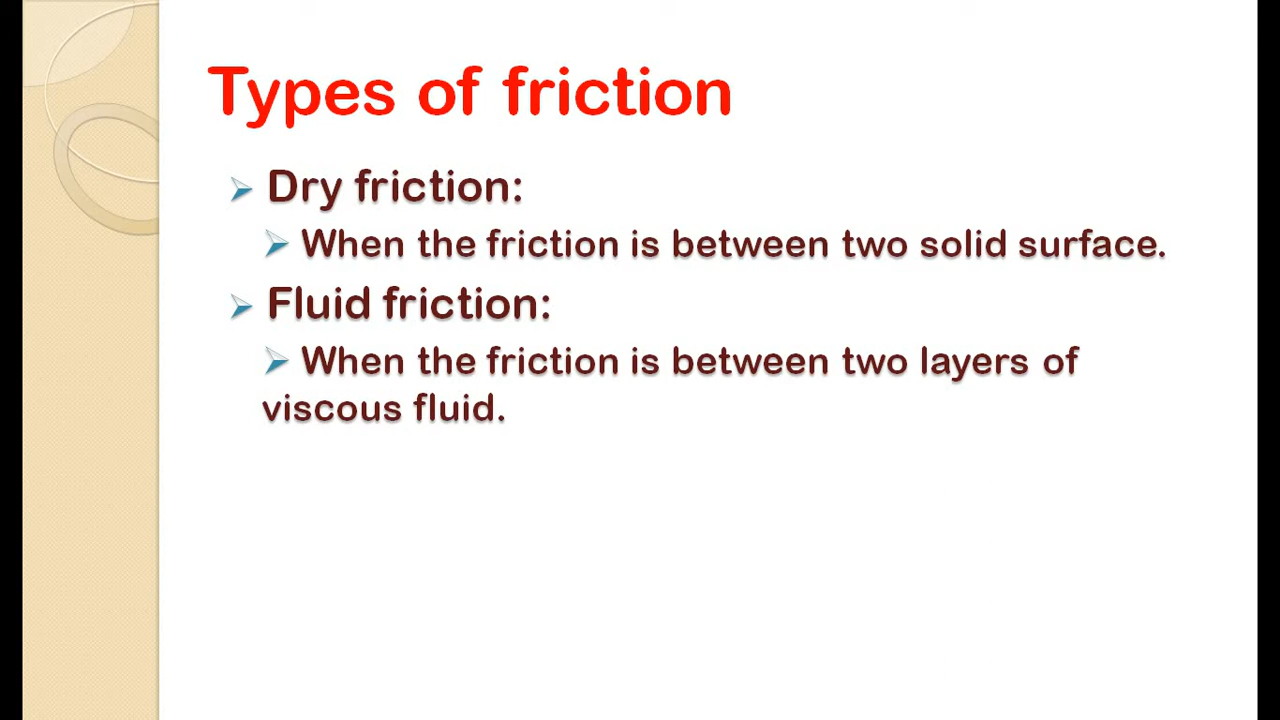 Types of friction
Dry friction:
When the friction is between two solid surface.
Fluid friction:
When the friction is between two layers of
viscous fluid.